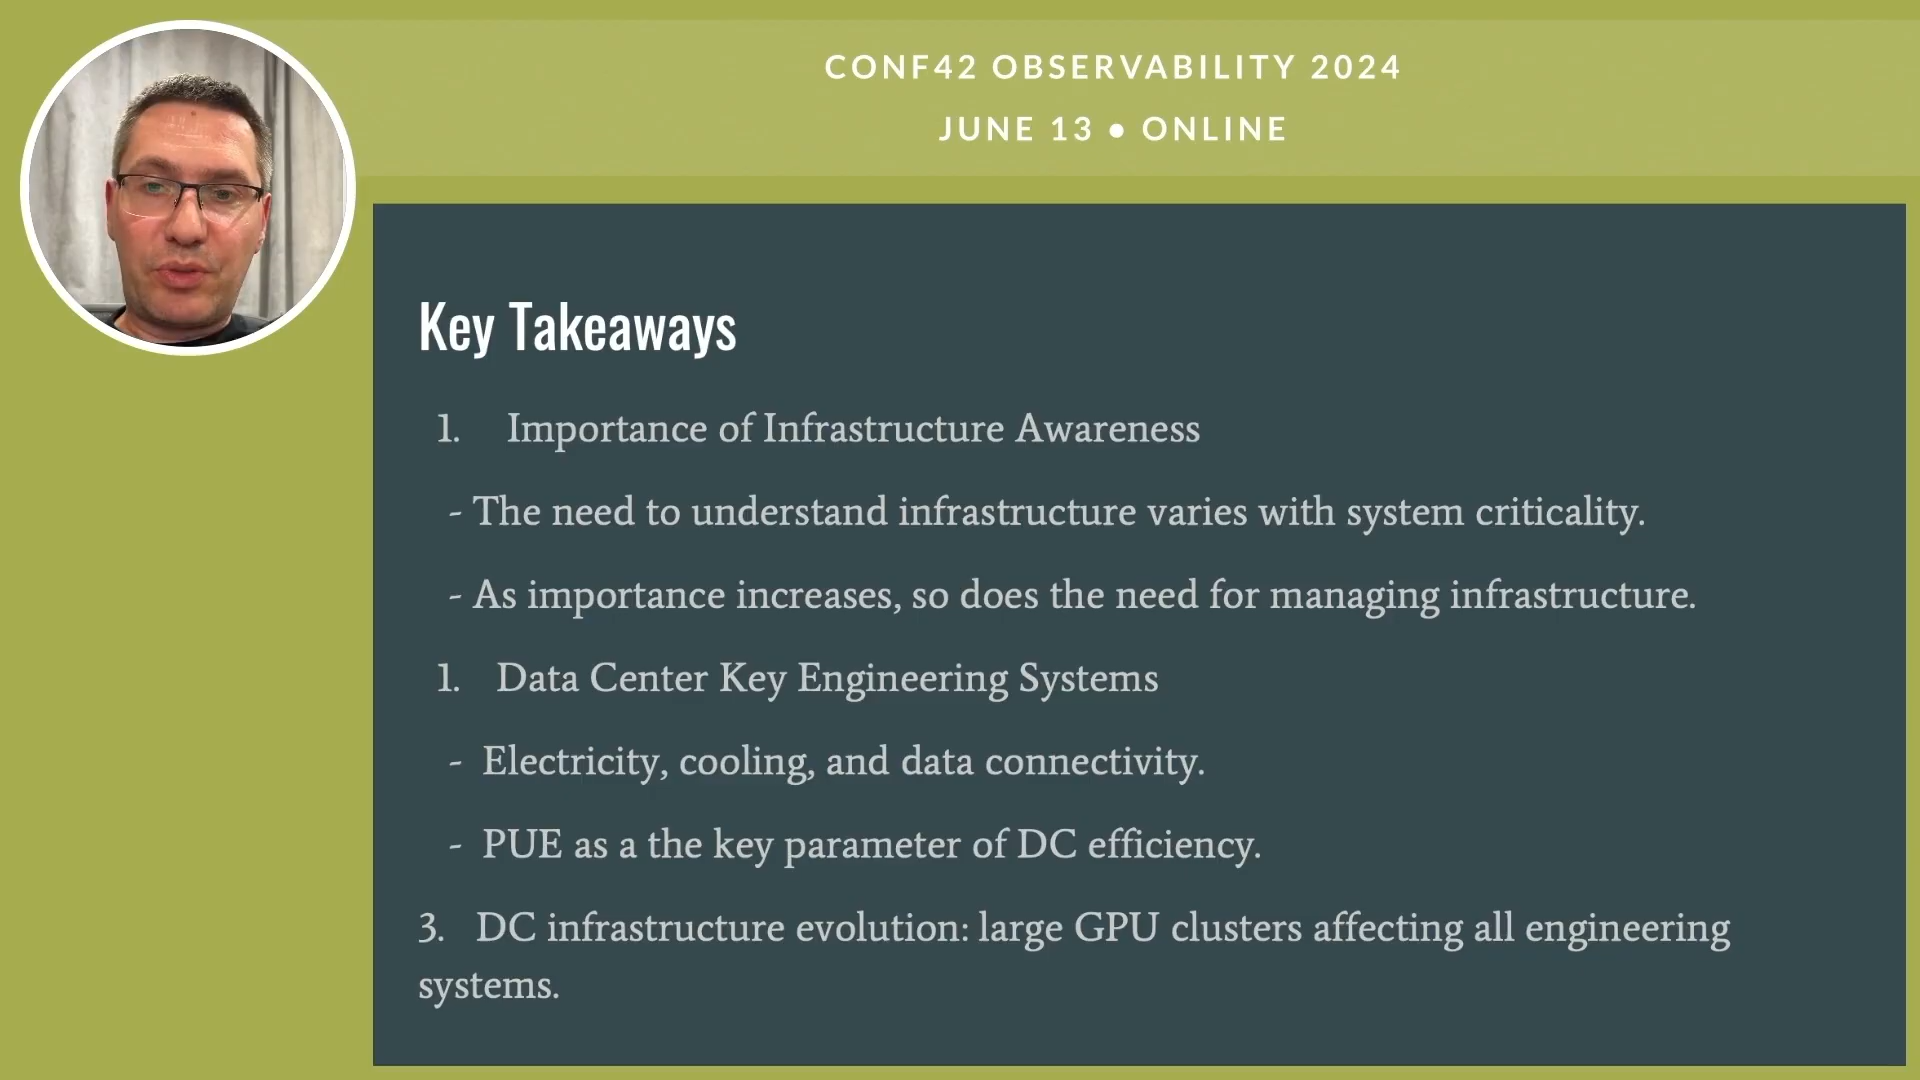 CONF42 OBSERVABILITY 2024
JUNE 13 ● ONLINE
Key Takeaways
1. Importance of Infrastructure Awareness
- The need to understand infrastructure varies with system criticality.
- As importance increases, so does the need for managing infrastructure.
1. Data Center Key Engineering Systems
- Electricity, cooling, and data connectivity.
- PUE as a the key parameter of DC efficiency.
3. DC infrastructure evolution: large GPU clusters affecting all engineering
systems.